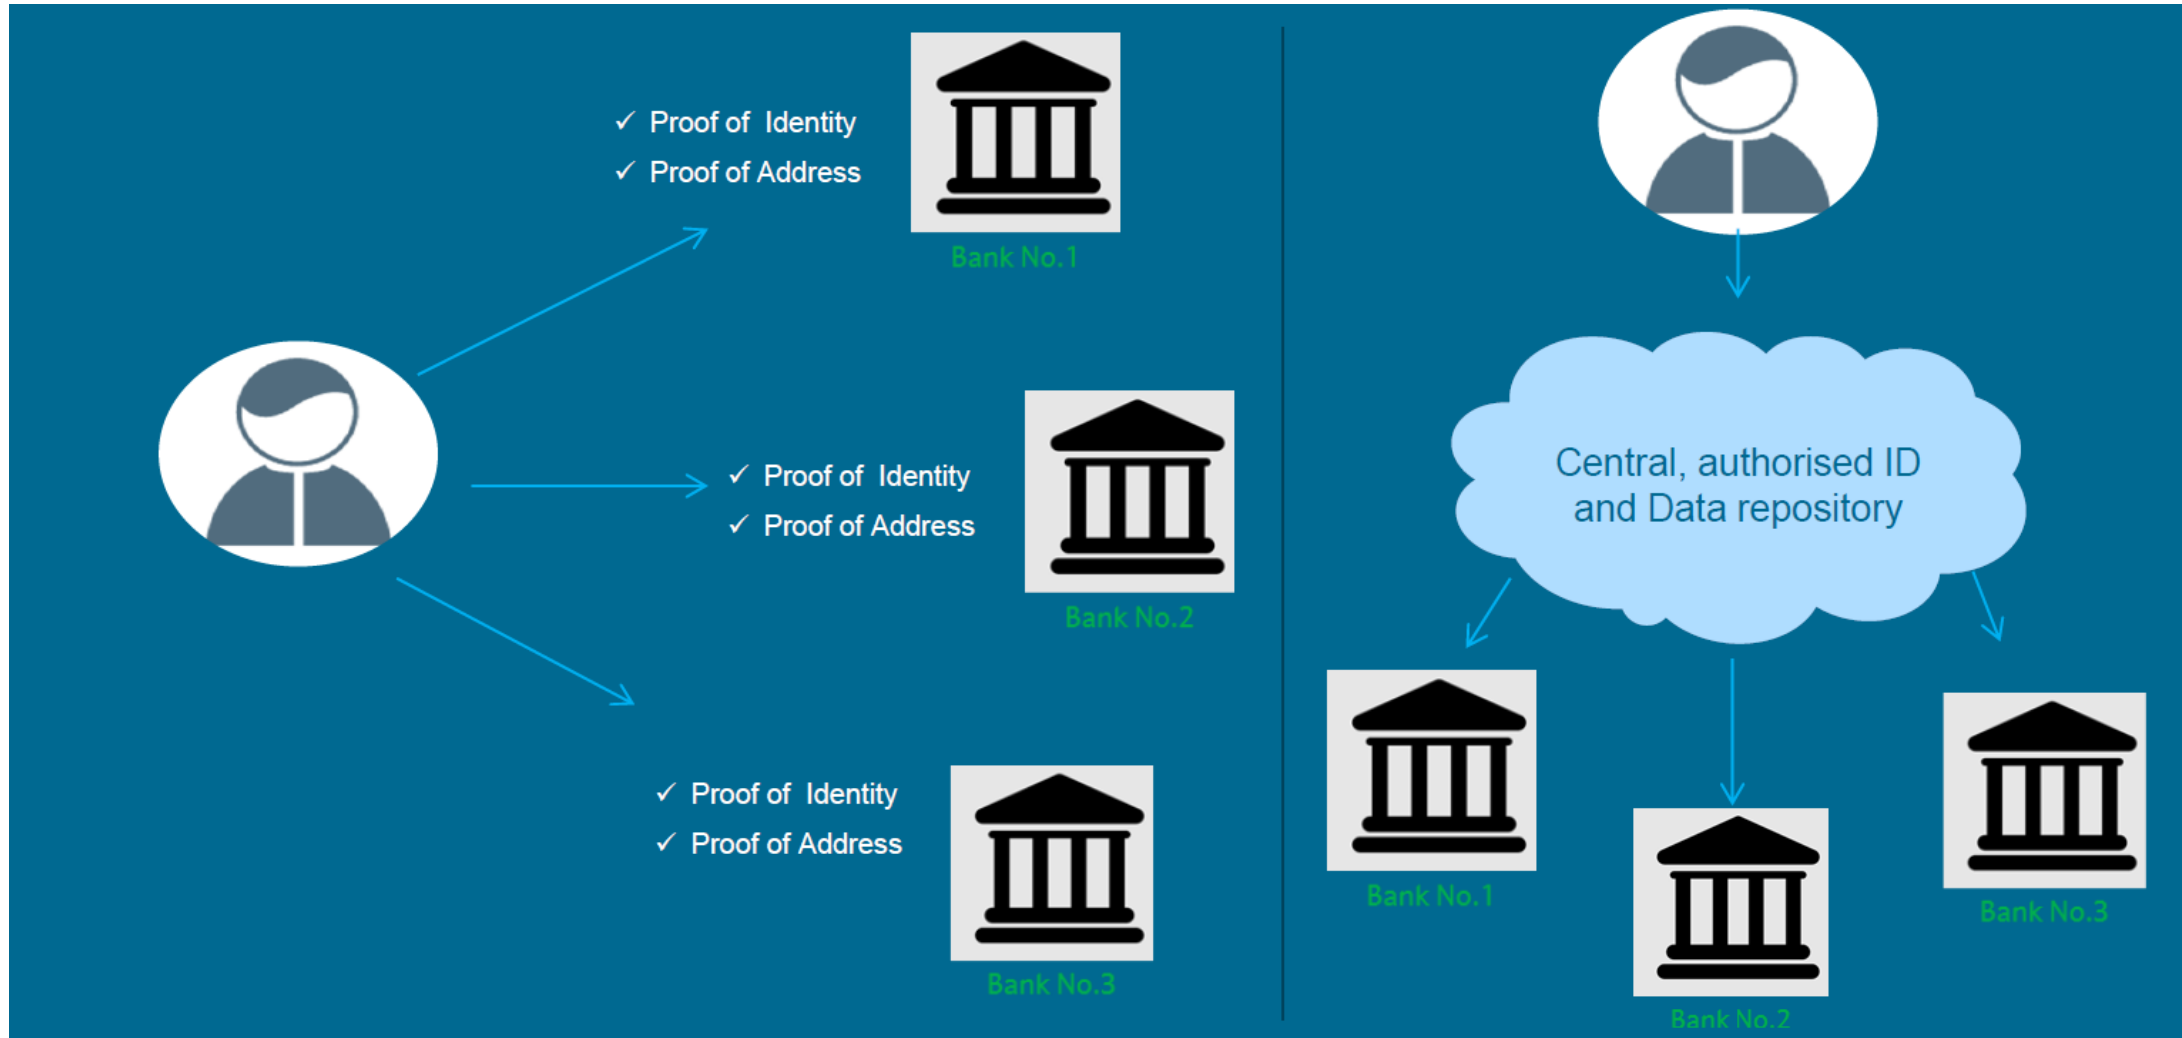 ✓ Proof of Identity
✓ Proof of Address
Bank No.1
✓ Proof of Identity
✓ Proof of Address
Bank No.2
✓ Proof of Identity
✓ Proof of Address
Bank No.3
Central, authorised ID
and Data repository
Bank No.1
Bank No.2
Bank No.3